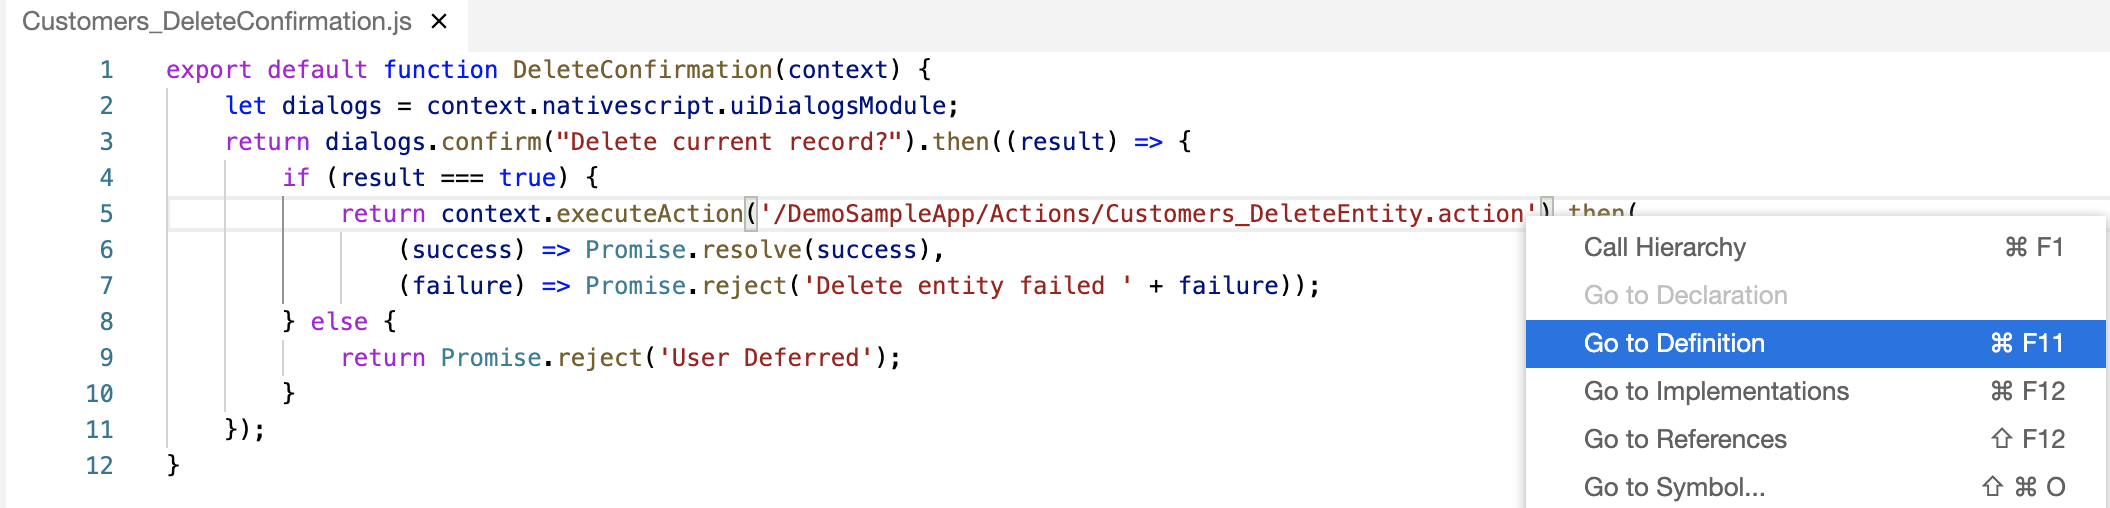 Customers_DeleteConfirmation.js ×
1 export default function DeleteConfirmation(context) {
2 let dialogs = context.nativescript.uiDialogsModule;
3 return dialogs.confirm("Delete current record?").then((result) => {
4 if (result === true) {
5 return context.executeAction('/DemoSampleApp/Actions/Customers_DeleteEntity.action').then(
6 (success) => Promise.resolve(success),
7 (failure) => Promise.reject('Delete entity failed ' + failure));
8 } else {
9 return Promise.reject('User Deferred');
10 }
11 });
12 }
Call Hierarchy ⌘ F1
Go to Declaration
Go to Definition ⌘ F11
Go to Implementations ⌘ F12
Go to References ⇧ F12
Go to Symbol... ⇧ ⌘ O